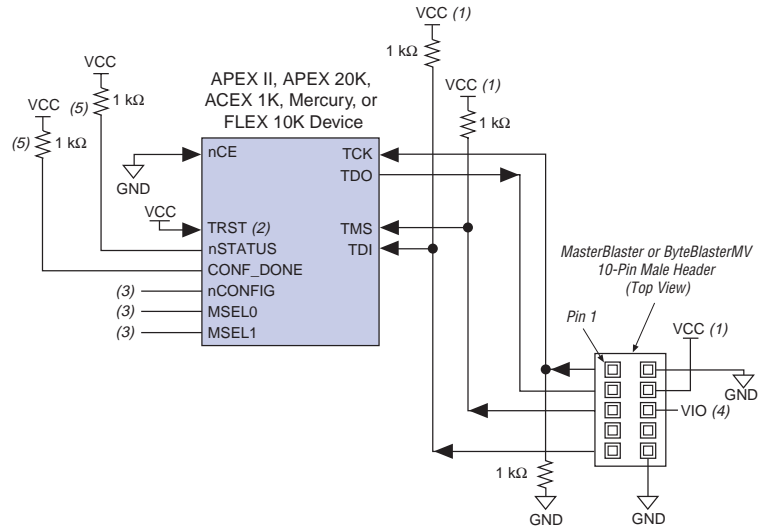 VCC (1)
1 kΩ
VCC (1)
1 kΩ
VCC
(5) 1 kΩ
VCC
(5) 1 kΩ
APEX II, APEX 20K,
ACEX 1K, Mercury, or
FLEX 10K Device
nCE
GND
VCC
TRST (2)
nSTATUS
CONF_DONE
(3) nCONFIG
(3) MSEL0
(3) MSEL1
TCK
TDO
TMS
TDI
MasterBlaster or ByteBlasterMV
10-Pin Male Header
(Top View)
Pin 1
VCC (1)
GND
VIO (4)
1 kΩ
GND
GND